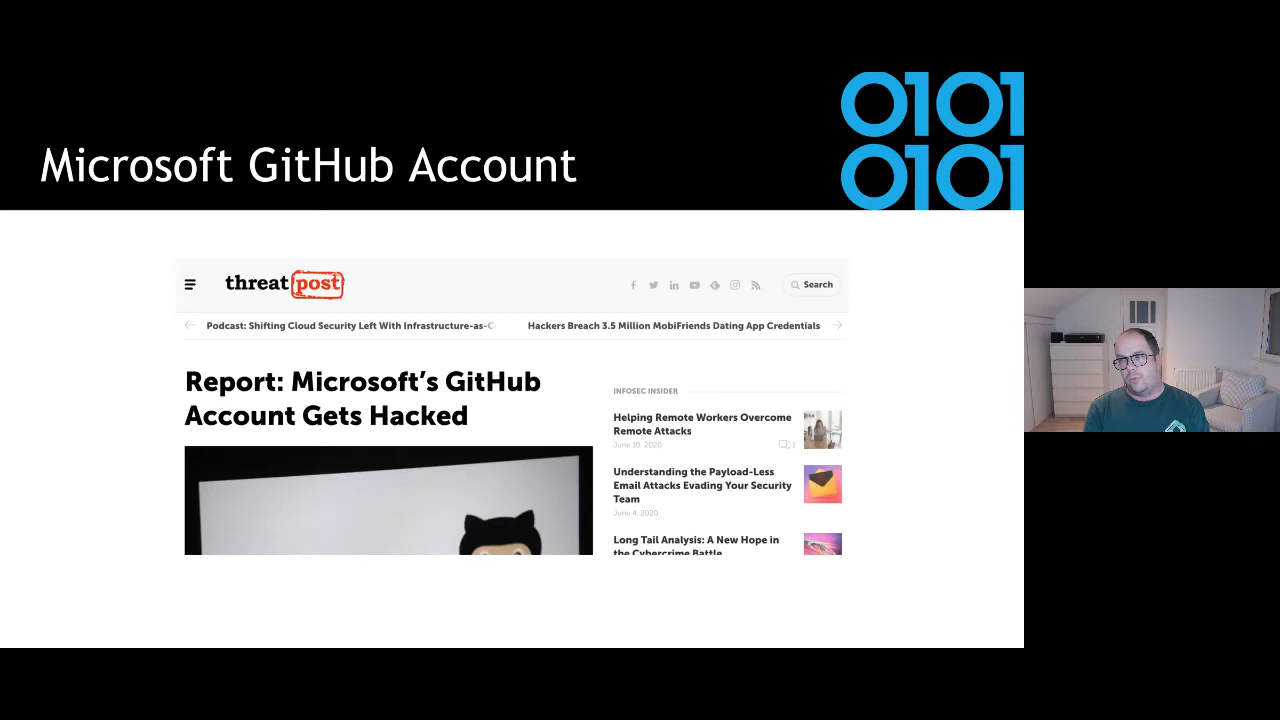 Microsoft GitHub Account
0101
0101
threatpost
Search
Podcast: Shifting Cloud Security Left With Infrastructure-as-
Hackers Breach 3.5 Million MobiFriends Dating App Credentials
Report: Microsoft's GitHub
Account Gets Hacked
INFOSEC INSIDER
Helping Remote Workers Overcome
Remote Attacks
June 10, 2020
1
Understanding the Payload-Less
Email Attacks Evading Your Security
Team
June 4, 2020
Long Tail Analysis: A New Hope in
the Cybercrime Battle